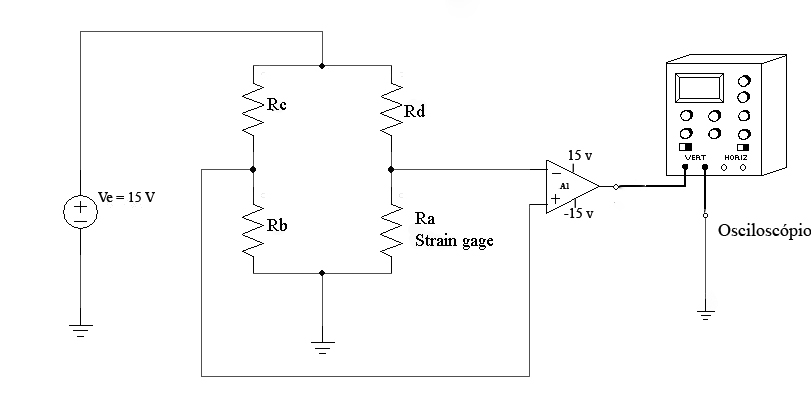 Rc
Rd
15 v
VERT
HORIZ
−
A1
+
-15 v
Ve = 15 V
+
−
Rb
Ra
Strain gage
Osciloscópio